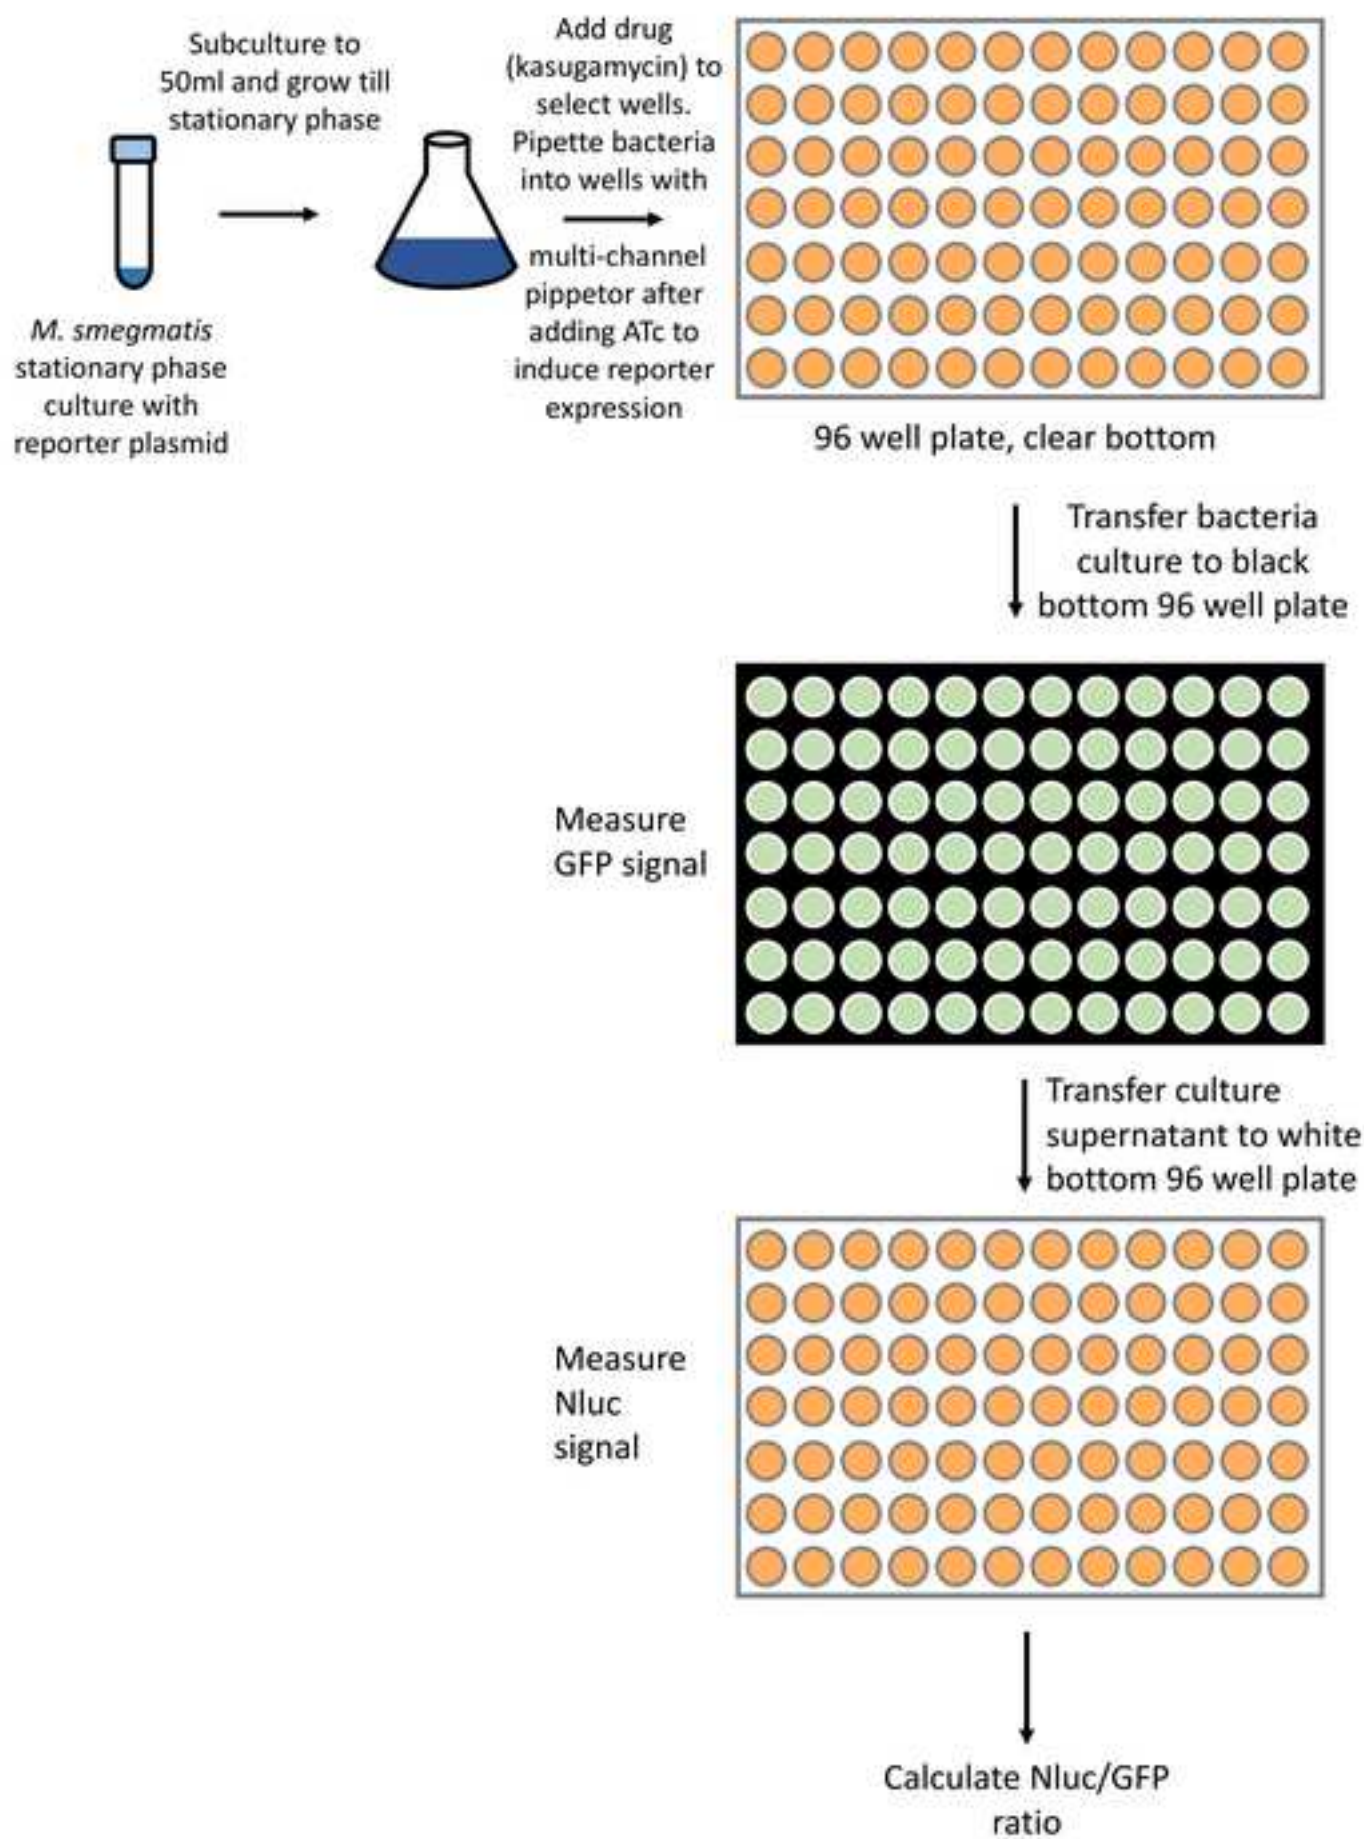 Subculture to
50ml and grow till
stationary phase
M. smegmatis
stationary phase
culture with
reporter plasmid
Add drug
(kasugamycin) to
select wells.
Pipette bacteria
into wells with
multi-channel
pippetor after
adding ATc to
induce reporter
expression
96 well plate, clear bottom
Transfer bacteria
culture to black
bottom 96 well plate
Measure
GFP signal
Transfer culture
supernatant to white
bottom 96 well plate
Measure
Nluc
signal
Calculate Nluc/GFP
ratio